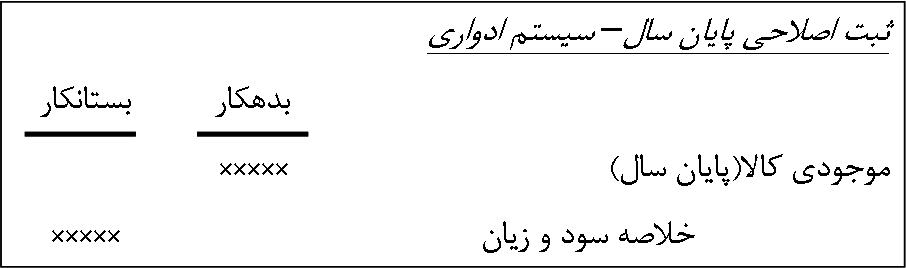 ثبت اصلاحی پایان سال – سیستم ادواری
بدهکار بستانکار
موجودی کالا(پایان سال) ×××××
خلاصه سود و زیان ×××××